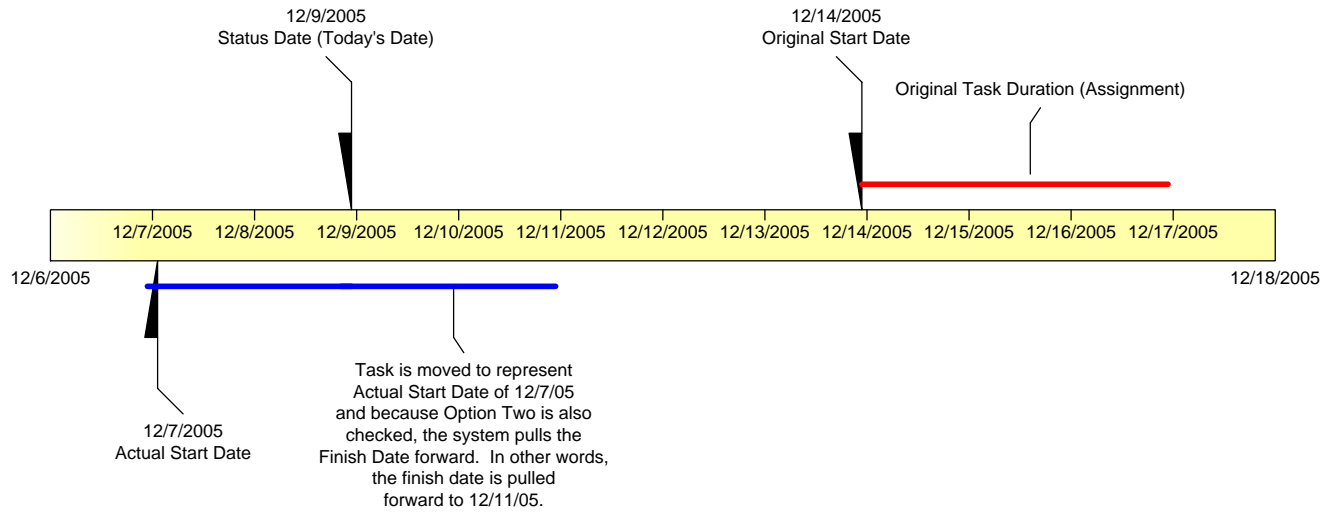 12/9/2005
Status Date (Today's Date)
12/14/2005
Original Start Date
Original Task Duration (Assignment)
12/7/2005 12/8/2005 12/9/2005 12/10/2005 12/11/2005 12/12/2005 12/13/2005 12/14/2005 12/15/2005 12/16/2005 12/17/2005
12/6/2005 12/18/2005
12/7/2005
Actual Start Date
Task is moved to represent
Actual Start Date of 12/7/05
and because Option Two is also
checked, the system pulls the
Finish Date forward. In other words,
the finish date is pulled
forward to 12/11/05.